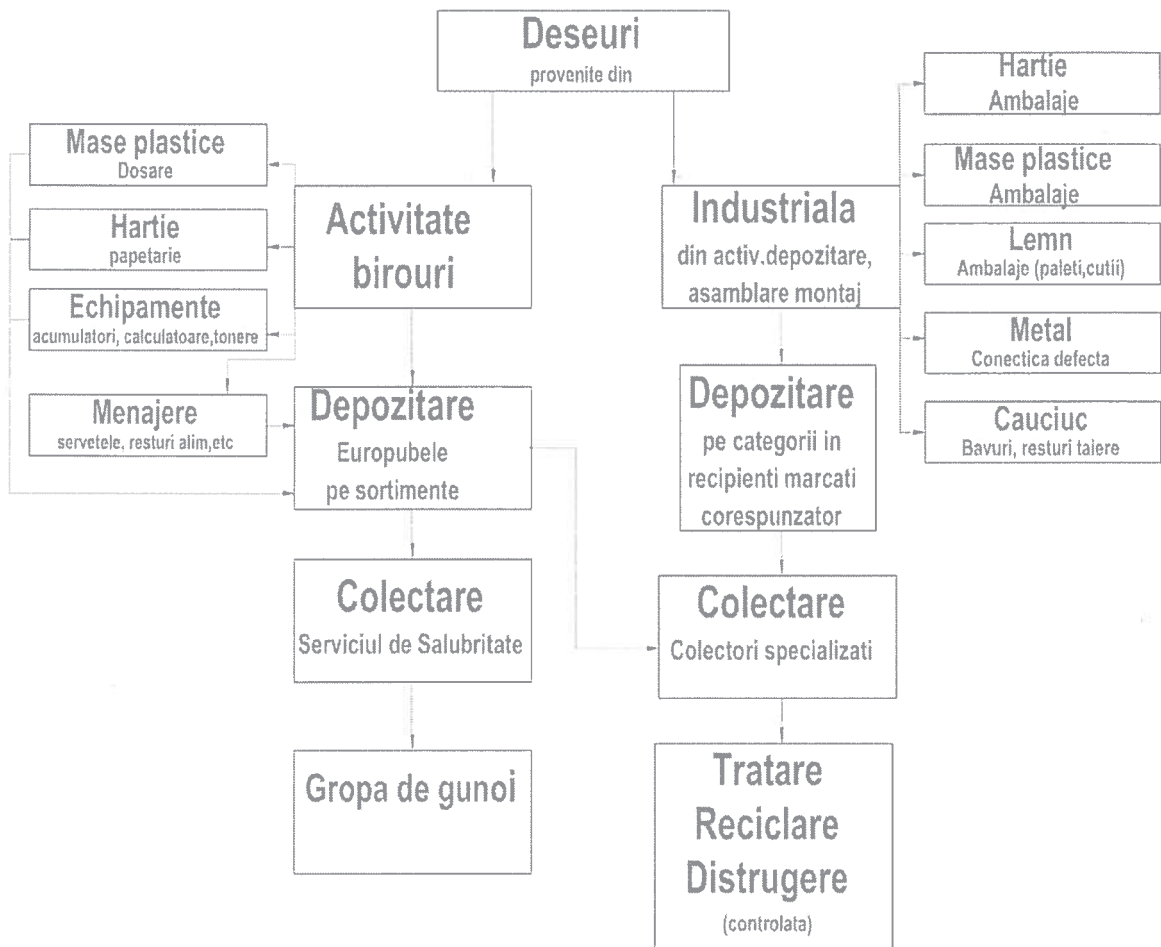 Deseuri
provenite din
Mase plastice
Dosare
Hartie
papetarie
Echipamente
acumulatori, calculatoare,tonere
Menajere
servetele, resturi alim,etc
Activitate
birouri
Depozitare
Europubele
pe sortimente
Colectare
Serviciul de Salubritate
Gropa de gunoi
Industriala
din activ.depozitare,
asamblare montaj
Depozitare
pe categorii in
recipienti marcati
corespunzator
Colectare
Colectori specializati
Tratare
Reciclare
Distrugere
(controlata)
Hartie
Ambalaje
Mase plastice
Ambalaje
Lemn
Ambalaje (paleti,cutii)
Metal
Conectica defecta
Cauciuc
Bavuri, resturi taiere